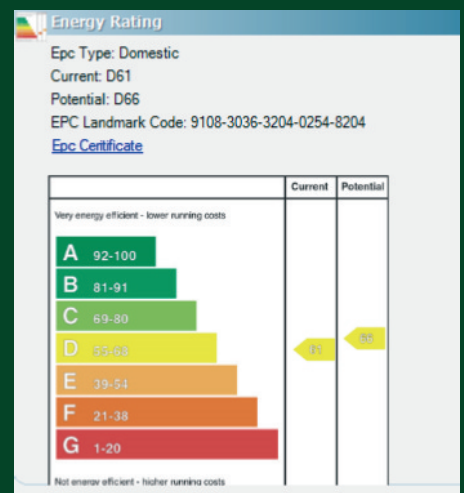 Energy Rating
Epc Type: Domestic
Current: D61
Potential: D66
EPC Landmark Code: 9108-3036-3204-0254-8204
Epc Certificate
Current Potential
Very energy efficient - lower running costs
A 92-100
B 81-91
C 69-80
D 55-68
E 39-54
F 21-38
G 1-20
61
66
Not energy efficient - higher running costs